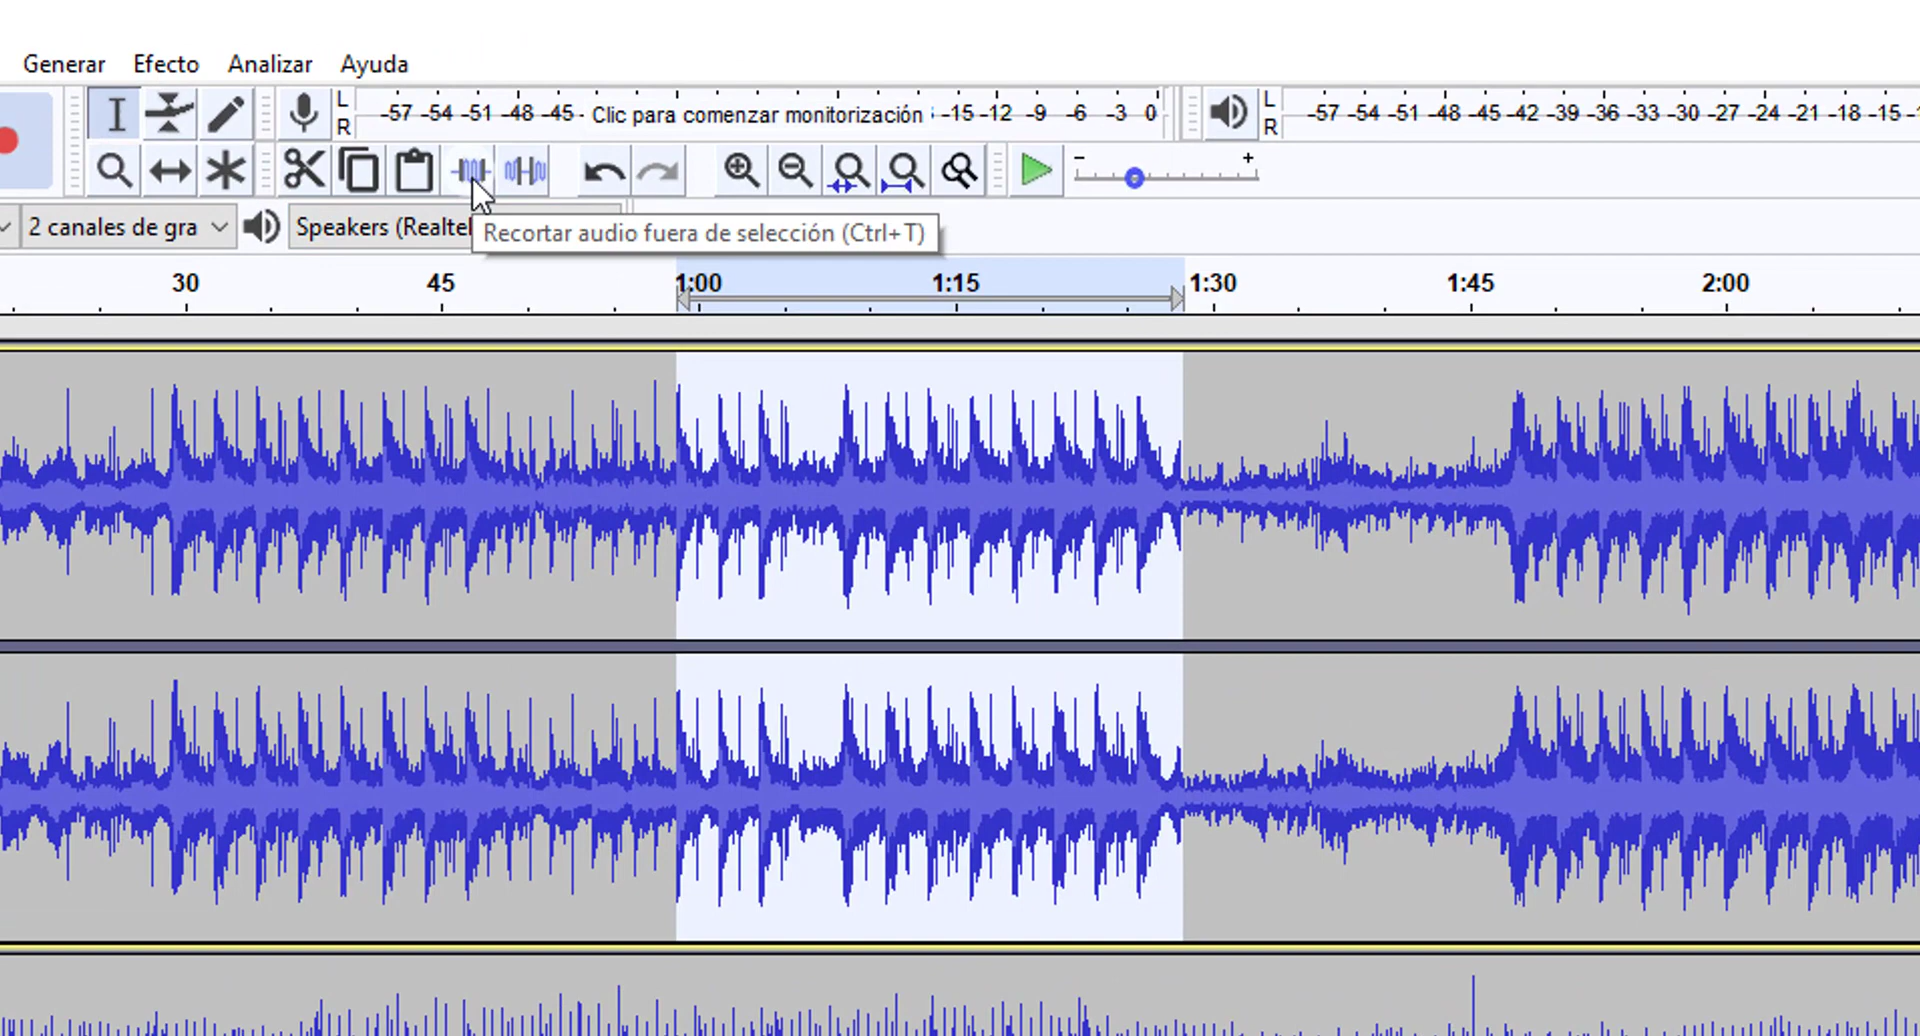 Generar Efecto Analizar Ayuda
L
R
-57 -54 -51 -48 -45 - Clic para comenzar monitorización -15 -12 -9 -6 -3 0
L
R
-57 -54 -51 -48 -45 -42 -39 -36 -33 -30 -27 -24 -21 -18 -15
- +
2 canales de gra
Speakers (Realte
Recortar audio fuera de selección (Ctrl+T)
30 45 1:00 1:15 1:30 1:45 2:00